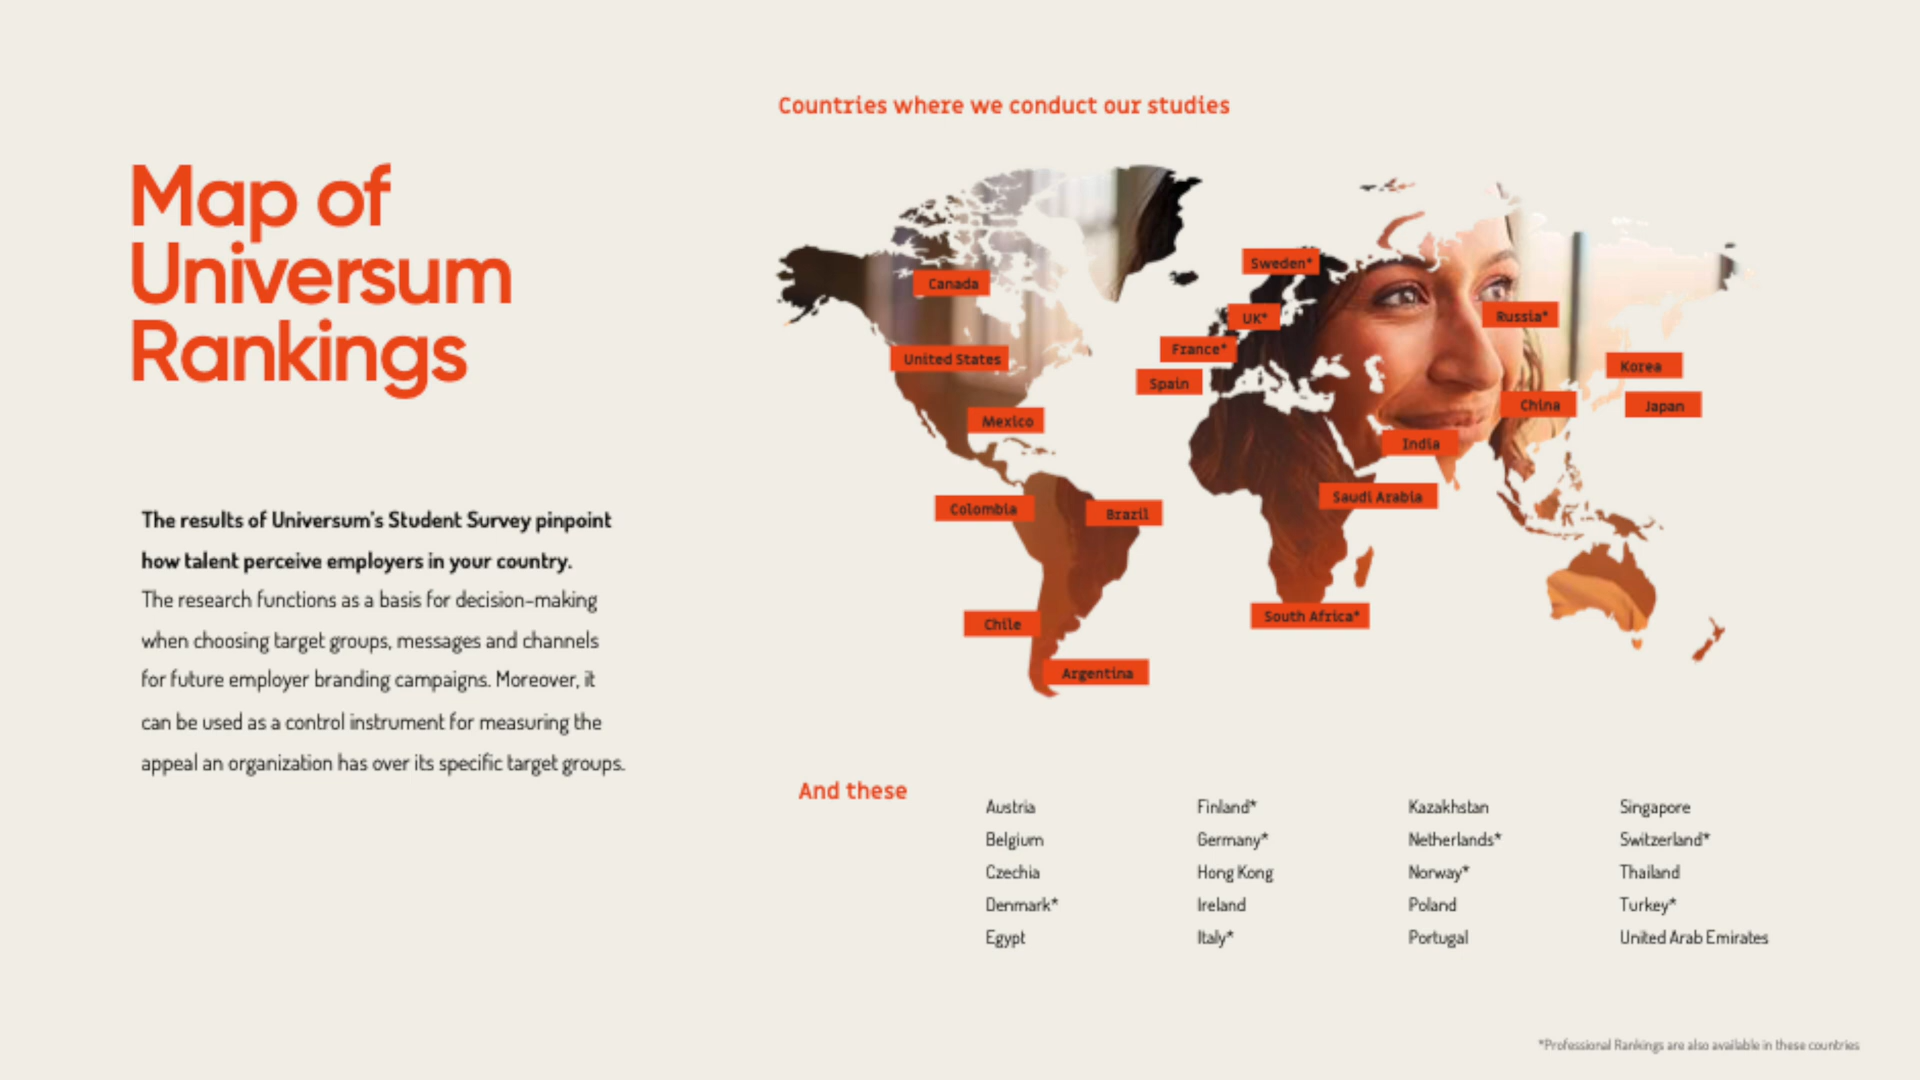 Map of
Universum
Rankings
The results of Universum's Student Survey pinpoint
how talent perceive employers in your country.
The research functions as a basis for decision-making
when choosing target groups, messages and channels
for future employer branding campaigns. Moreover, it
can be used as a control instrument for measuring the
appeal an organization has over its specific target groups.
Countries where we conduct our studies
Sweden*
Canada
UK*
Russia*
France*
United States
Korea
Spain
China
Japan
Mexico
India
Saudi Arabia
Colombia
Brazil
South Africa*
Chile
Argentina
And these
Austria
Belgium
Czechia
Denmark*
Egypt
Finland*
Germany*
Hong Kong
Ireland
Italy*
Kazakhstan
Netherlands*
Norway*
Poland
Portugal
Singapore
Switzerland*
Thailand
Turkey*
United Arab Emirates
*Professional Rankings are also available in these countries